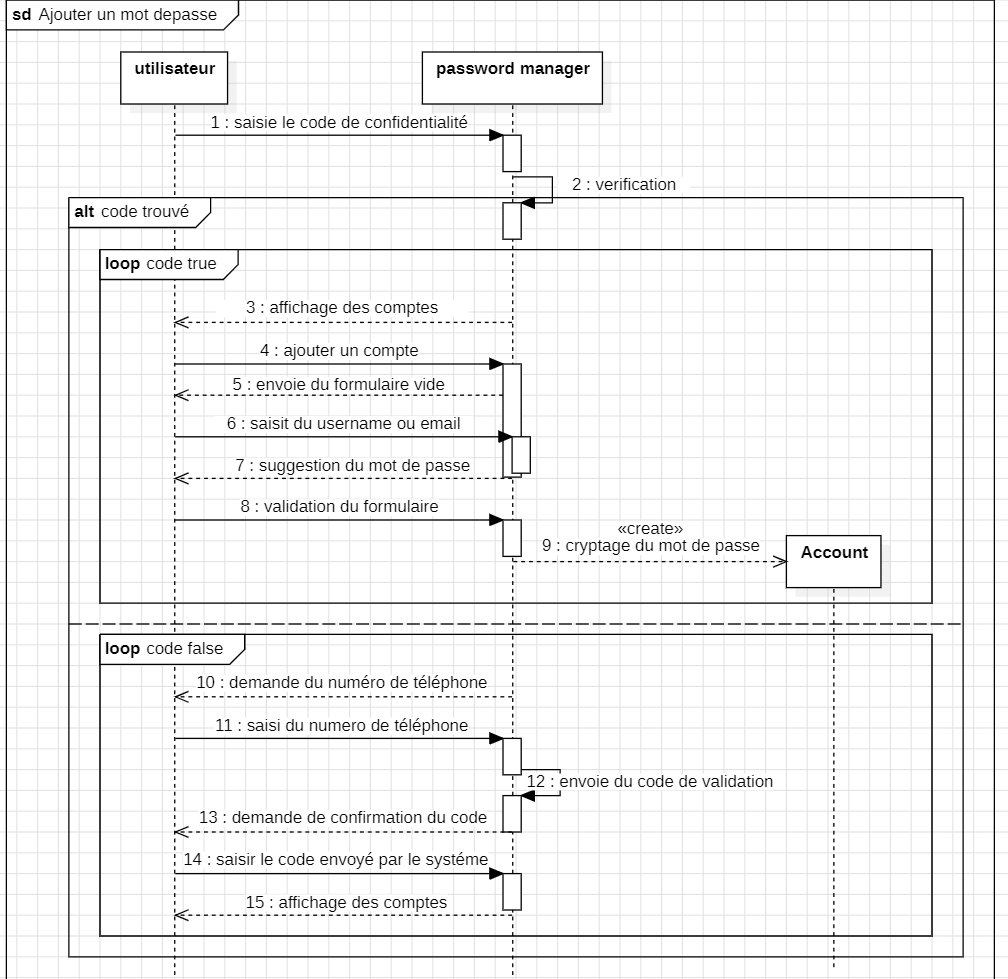 sd Ajouter un mot depasse
utilisateur
password manager
1 : saisie le code de confidentialité
2 : verification
alt code trouvé
loop code true
3 : affichage des comptes
4 : ajouter un compte
5 : envoie du formulaire vide
6 : saisit du username ou email
7 : suggestion du mot de passe
8 : validation du formulaire
«create»
9 : cryptage du mot de passe
Account
loop code false
10 : demande du numéro de téléphone
11 : saisi du numero de téléphone
12 : envoie du code de validation
13 : demande de confirmation du code
14 : saisir le code envoyé par le systéme
15 : affichage des comptes